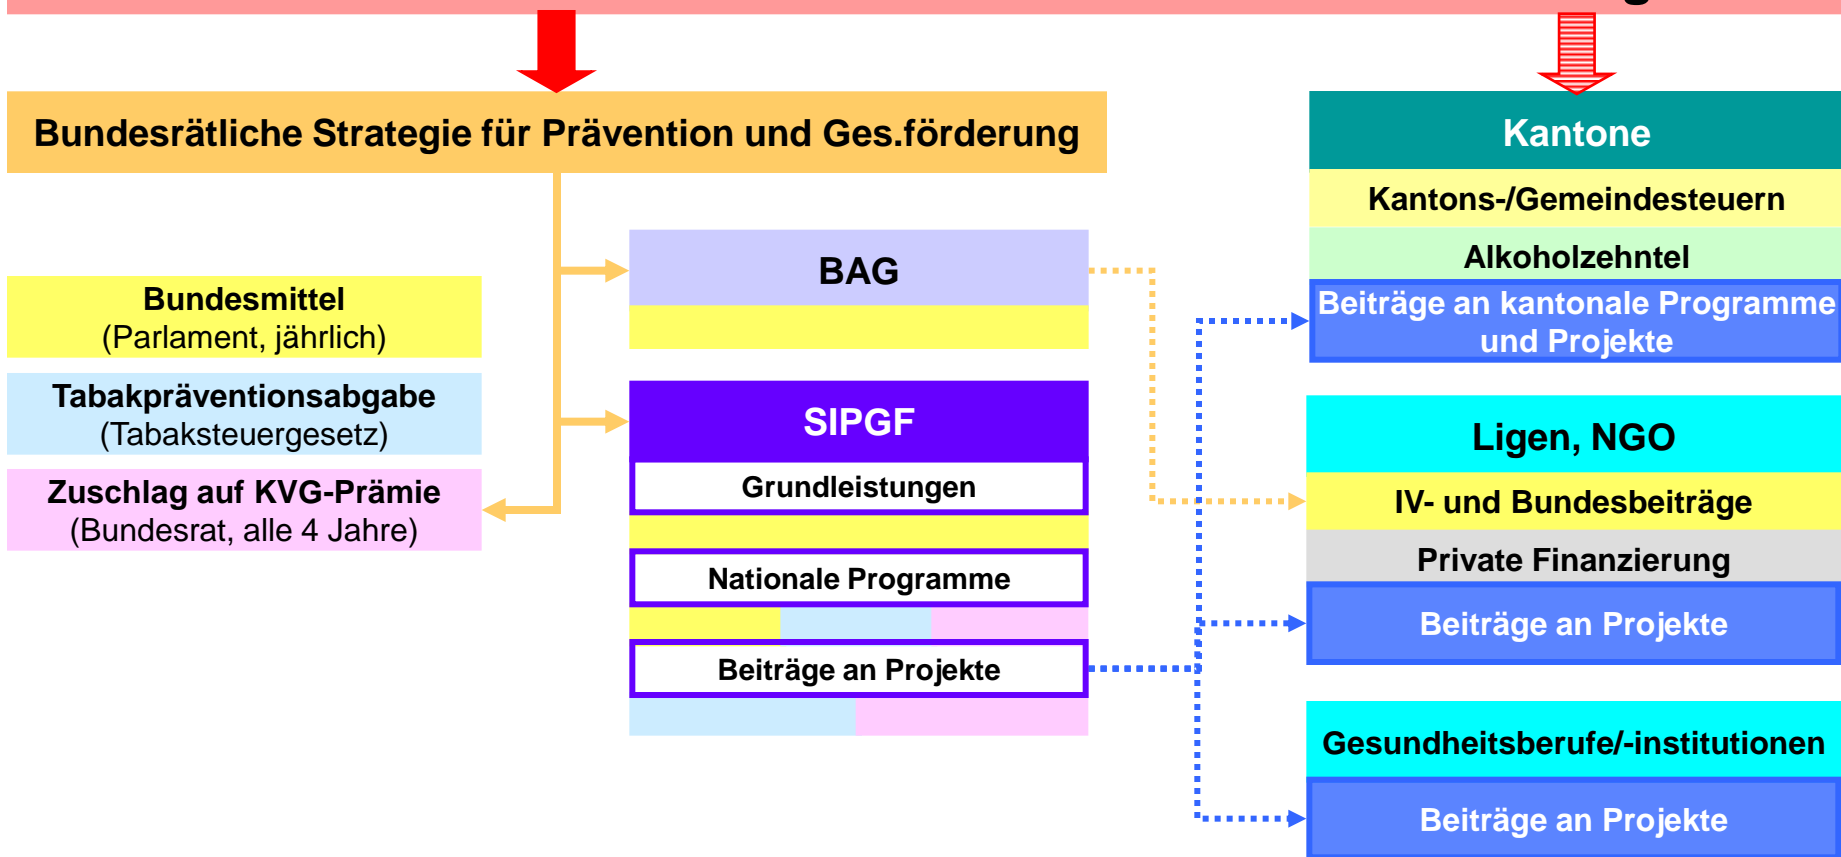 Bundesrätliche Strategie für Prävention und Ges.förderung
Bundesmittel
(Parlament, jährlich)
Tabakpräventionsabgabe
(Tabaksteuergesetz)
Zuschlag auf KVG-Prämie
(Bundesrat, alle 4 Jahre)
BAG
SIPGF
Grundleistungen
Nationale Programme
Beiträge an Projekte
Kantone
Kantons-/Gemeindesteuern
Alkoholzehntel
Beiträge an kantonale Programme
und Projekte
Ligen, NGO
IV- und Bundesbeiträge
Private Finanzierung
Beiträge an Projekte
Gesundheitsberufe/-institutionen
Beiträge an Projekte